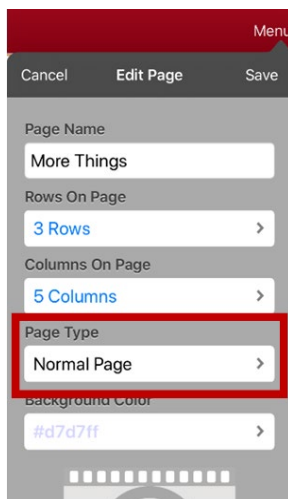 Menu
Cancel Edit Page Save
Page Name
More Things
Rows On Page
3 Rows
Columns On Page
5 Columns
Page Type
Normal Page
Background Color
#d7d7ff